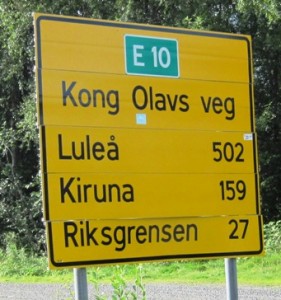 E 10
Kong Olavs veg
Luleå 502
Kiruna 159
Riksgrensen 27